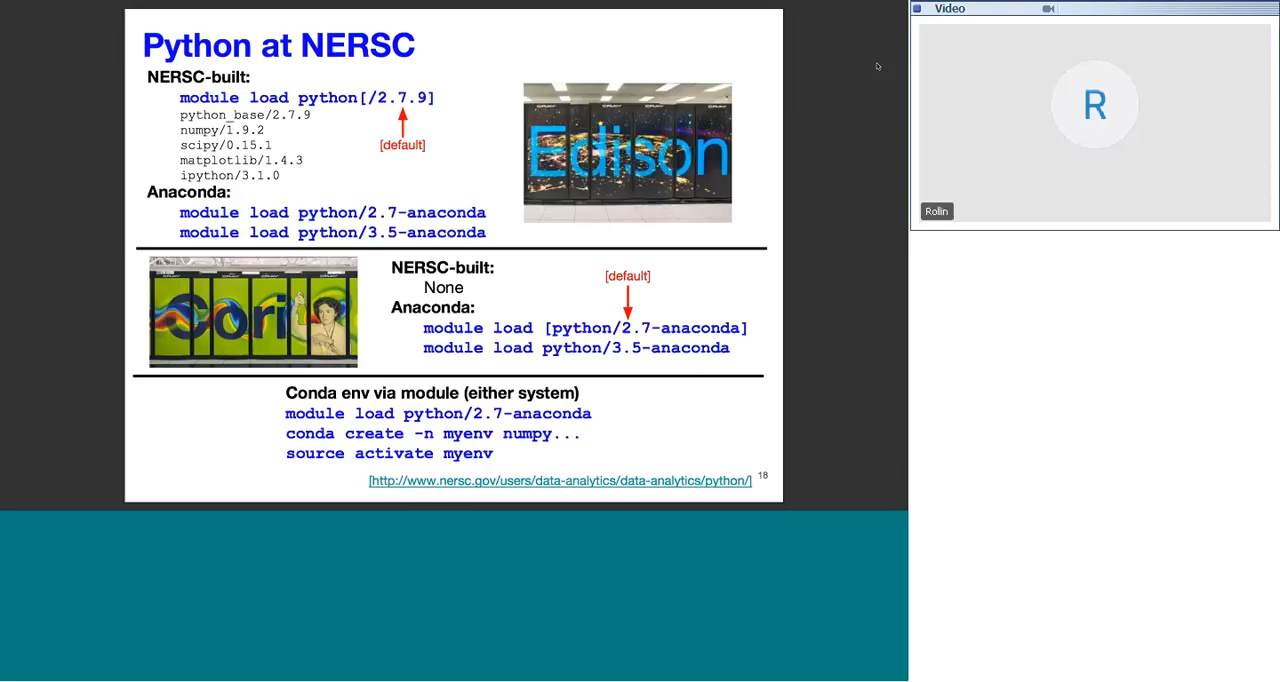 Python at NERSC
NERSC-built:
module load python[/2.7.9]
python_base/2.7.9
numpy/1.9.2
scipy/0.15.1
matplotlib/1.4.3
ipython/3.1.0
[default]
Anaconda:
module load python/2.7-anaconda
module load python/3.5-anaconda
Edison
Cori
NERSC-built:
None
Anaconda:
[default]
module load [python/2.7-anaconda]
module load python/3.5-anaconda
Conda env via module (either system)
module load python/2.7-anaconda
conda create -n myenv numpy...
source activate myenv
[http://www.nersc.gov/users/data-analytics/data-analytics/python/]
18
Video
R
Rollin